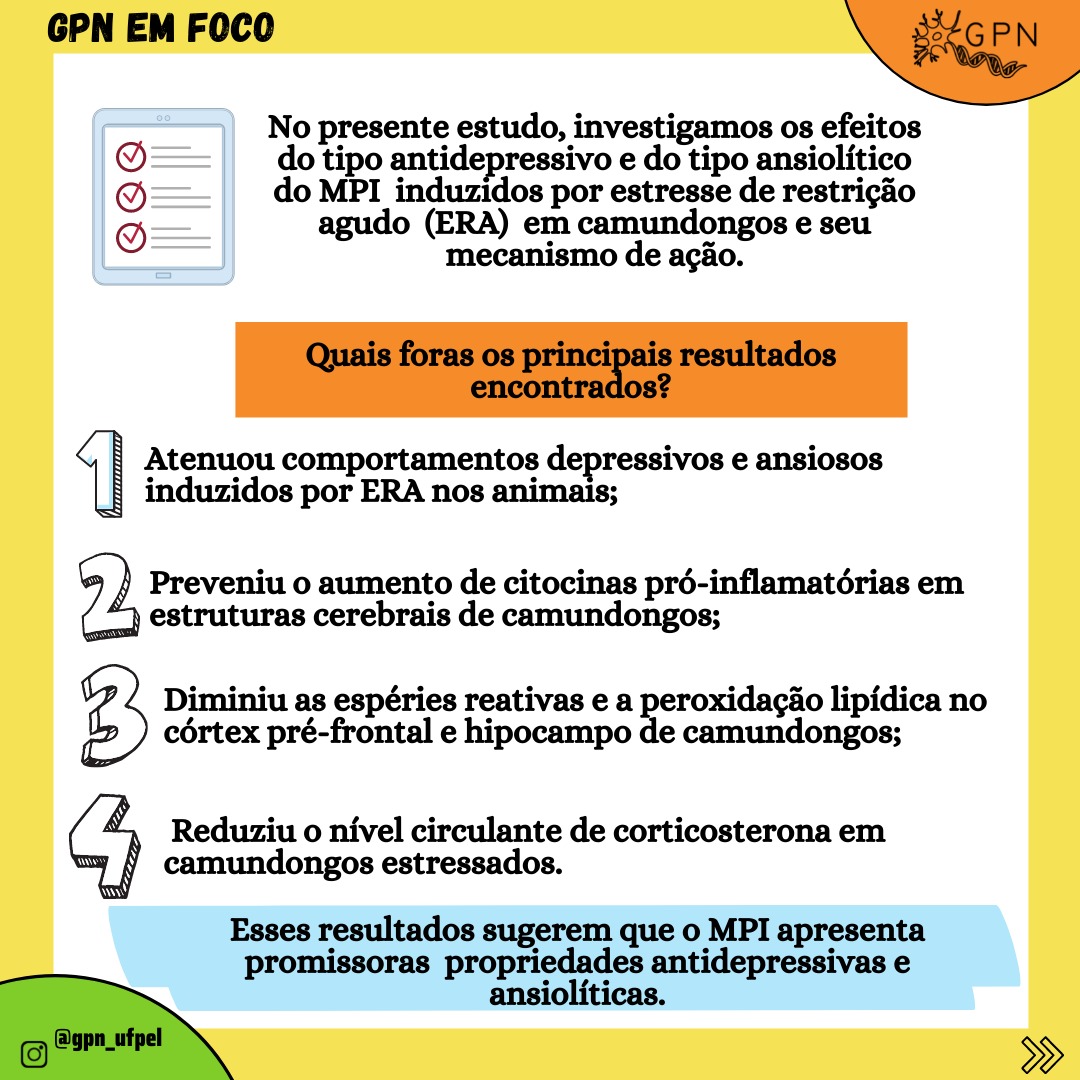 GPN EM FOCO
GPN
No presente estudo, investigamos os efeitos
do tipo antidepressivo e do tipo ansiolítico
do MPI induzidos por estresse de restrição
agudo (ERA) em camundongos e seu
mecanismo de ação.
Quais foras os principais resultados
encontrados?
1
Atenuou comportamentos depressivos e ansiosos
induzidos por ERA nos animais;
2
Preveniu o aumento de citocinas pró-inflamatórias em
estruturas cerebrais de camundongos;
3
Diminiu as espéries reativas e a peroxidação lipídica no
córtex pré-frontal e hipocampo de camundongos;
4
Reduziu o nível circulante de corticosterona em
camundongos estressados.
Esses resultados sugerem que o MPI apresenta
promissoras propriedades antidepressivas e
ansiolíticas.
@gpn_ufpel